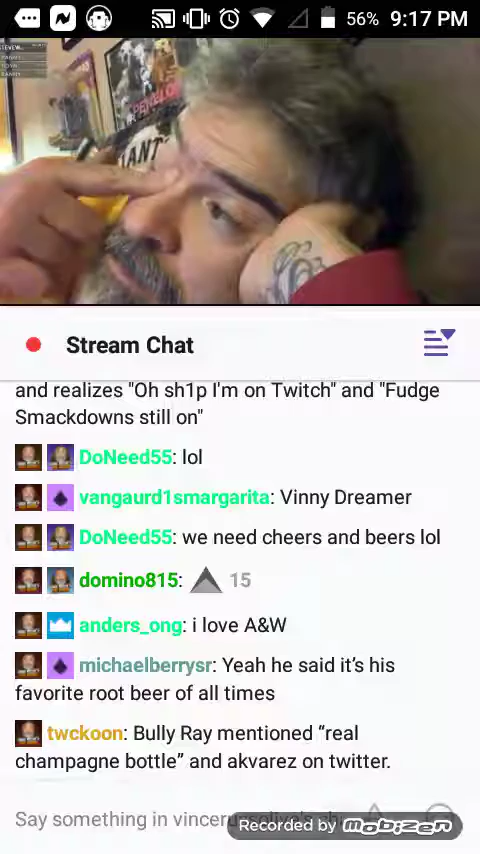 56% 9:17 PM
Stream Chat
and realizes "Oh sh1p I'm on Twitch" and "Fudge
Smackdowns still on"
DoNeed55: lol
vangaurd1smargarita: Vinny Dreamer
DoNeed55: we need cheers and beers lol
domino815: 15
anders_ong: i love A&W
michaelberrysr: Yeah he said it’s his
favorite root beer of all times
twckoon: Bully Ray mentioned “real
champagne bottle” and akvarez on twitter.
Say something in
Recorded by mobizen